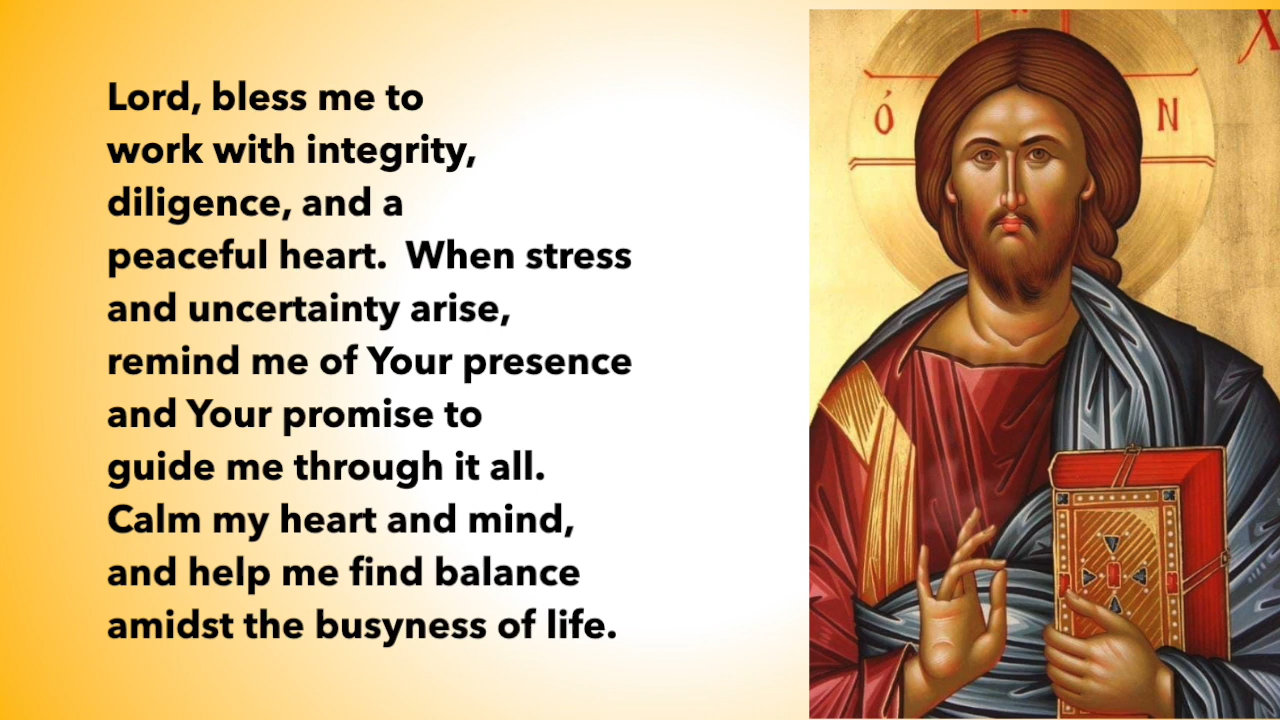 Lord, bless me to
work with integrity,
diligence, and a
peaceful heart.  When stress
and uncertainty arise,
remind me of Your presence
and Your promise to
guide me through it all.
Calm my heart and mind,
and help me find balance
amidst the busyness of life.
ό Ν
Χ